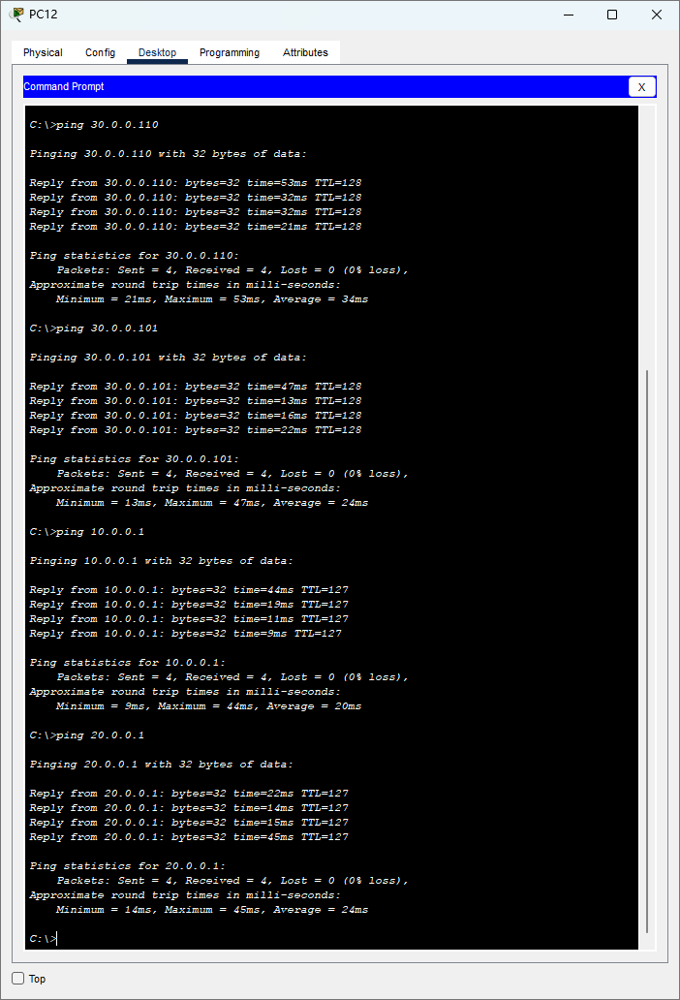 PC12
Physical Config Desktop Programming Attributes
Command Prompt X
C:\>ping 30.0.0.110
Pinging 30.0.0.110 with 32 bytes of data:
Reply from 30.0.0.110: bytes=32 time=53ms TTL=128
Reply from 30.0.0.110: bytes=32 time=32ms TTL=128
Reply from 30.0.0.110: bytes=32 time=32ms TTL=128
Reply from 30.0.0.110: bytes=32 time=21ms TTL=128
Ping statistics for 30.0.0.110:
Packets: Sent = 4, Received = 4, Lost = 0 (0% loss),
Approximate round trip times in milli-seconds:
Minimum = 21ms, Maximum = 53ms, Average = 34ms
C:\>ping 30.0.0.101
Pinging 30.0.0.101 with 32 bytes of data:
Reply from 30.0.0.101: bytes=32 time=47ms TTL=128
Reply from 30.0.0.101: bytes=32 time=13ms TTL=128
Reply from 30.0.0.101: bytes=32 time=16ms TTL=128
Reply from 30.0.0.101: bytes=32 time=22ms TTL=128
Ping statistics for 30.0.0.101:
Packets: Sent = 4, Received = 4, Lost = 0 (0% loss),
Approximate round trip times in milli-seconds:
Minimum = 13ms, Maximum = 47ms, Average = 24ms
C:\>ping 10.0.0.1
Pinging 10.0.0.1 with 32 bytes of data:
Reply from 10.0.0.1: bytes=32 time=44ms TTL=127
Reply from 10.0.0.1: bytes=32 time=19ms TTL=127
Reply from 10.0.0.1: bytes=32 time=11ms TTL=127
Reply from 10.0.0.1: bytes=32 time=9ms TTL=127
Ping statistics for 10.0.0.1:
Packets: Sent = 4, Received = 4, Lost = 0 (0% loss),
Approximate round trip times in milli-seconds:
Minimum = 9ms, Maximum = 44ms, Average = 20ms
C:\>ping 20.0.0.1
Pinging 20.0.0.1 with 32 bytes of data:
Reply from 20.0.0.1: bytes=32 time=22ms TTL=127
Reply from 20.0.0.1: bytes=32 time=14ms TTL=127
Reply from 20.0.0.1: bytes=32 time=15ms TTL=127
Reply from 20.0.0.1: bytes=32 time=45ms TTL=127
Ping statistics for 20.0.0.1:
Packets: Sent = 4, Received = 4, Lost = 0 (0% loss),
Approximate round trip times in milli-seconds:
Minimum = 14ms, Maximum = 45ms, Average = 24ms
C:\>
Top